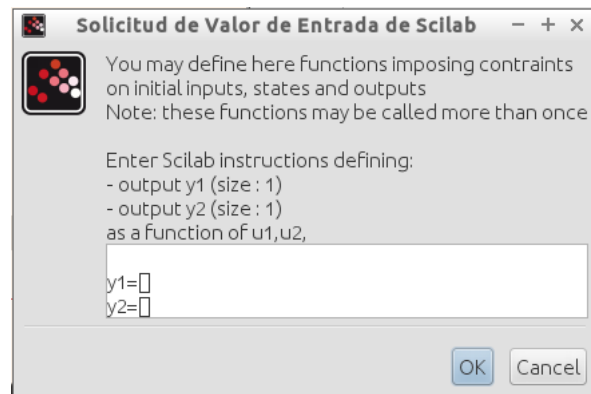 Solicitud de Valor de Entrada de Scilab
You may define here functions imposing contraints
on initial inputs, states and outputs
Note: these functions may be called more than once
Enter Scilab instructions defining:
- output y1 (size : 1)
- output y2 (size : 1)
as a function of u1,u2,
y1=[]
y2=[]
OK Cancel